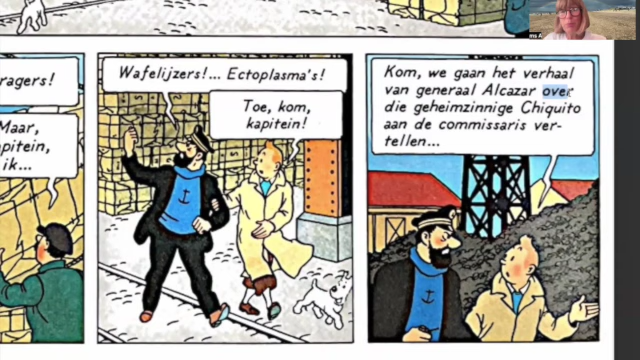 ragers!
Maar,
pitein,
ik...
Wafelijzers!... Ectoplasma's!
Toe, kom,
kapitein!
Kom, we gaan het verhaal
van generaal Alcazar over
die geheimzinnige Chiquito
aan de commissaris ver-
tellen...